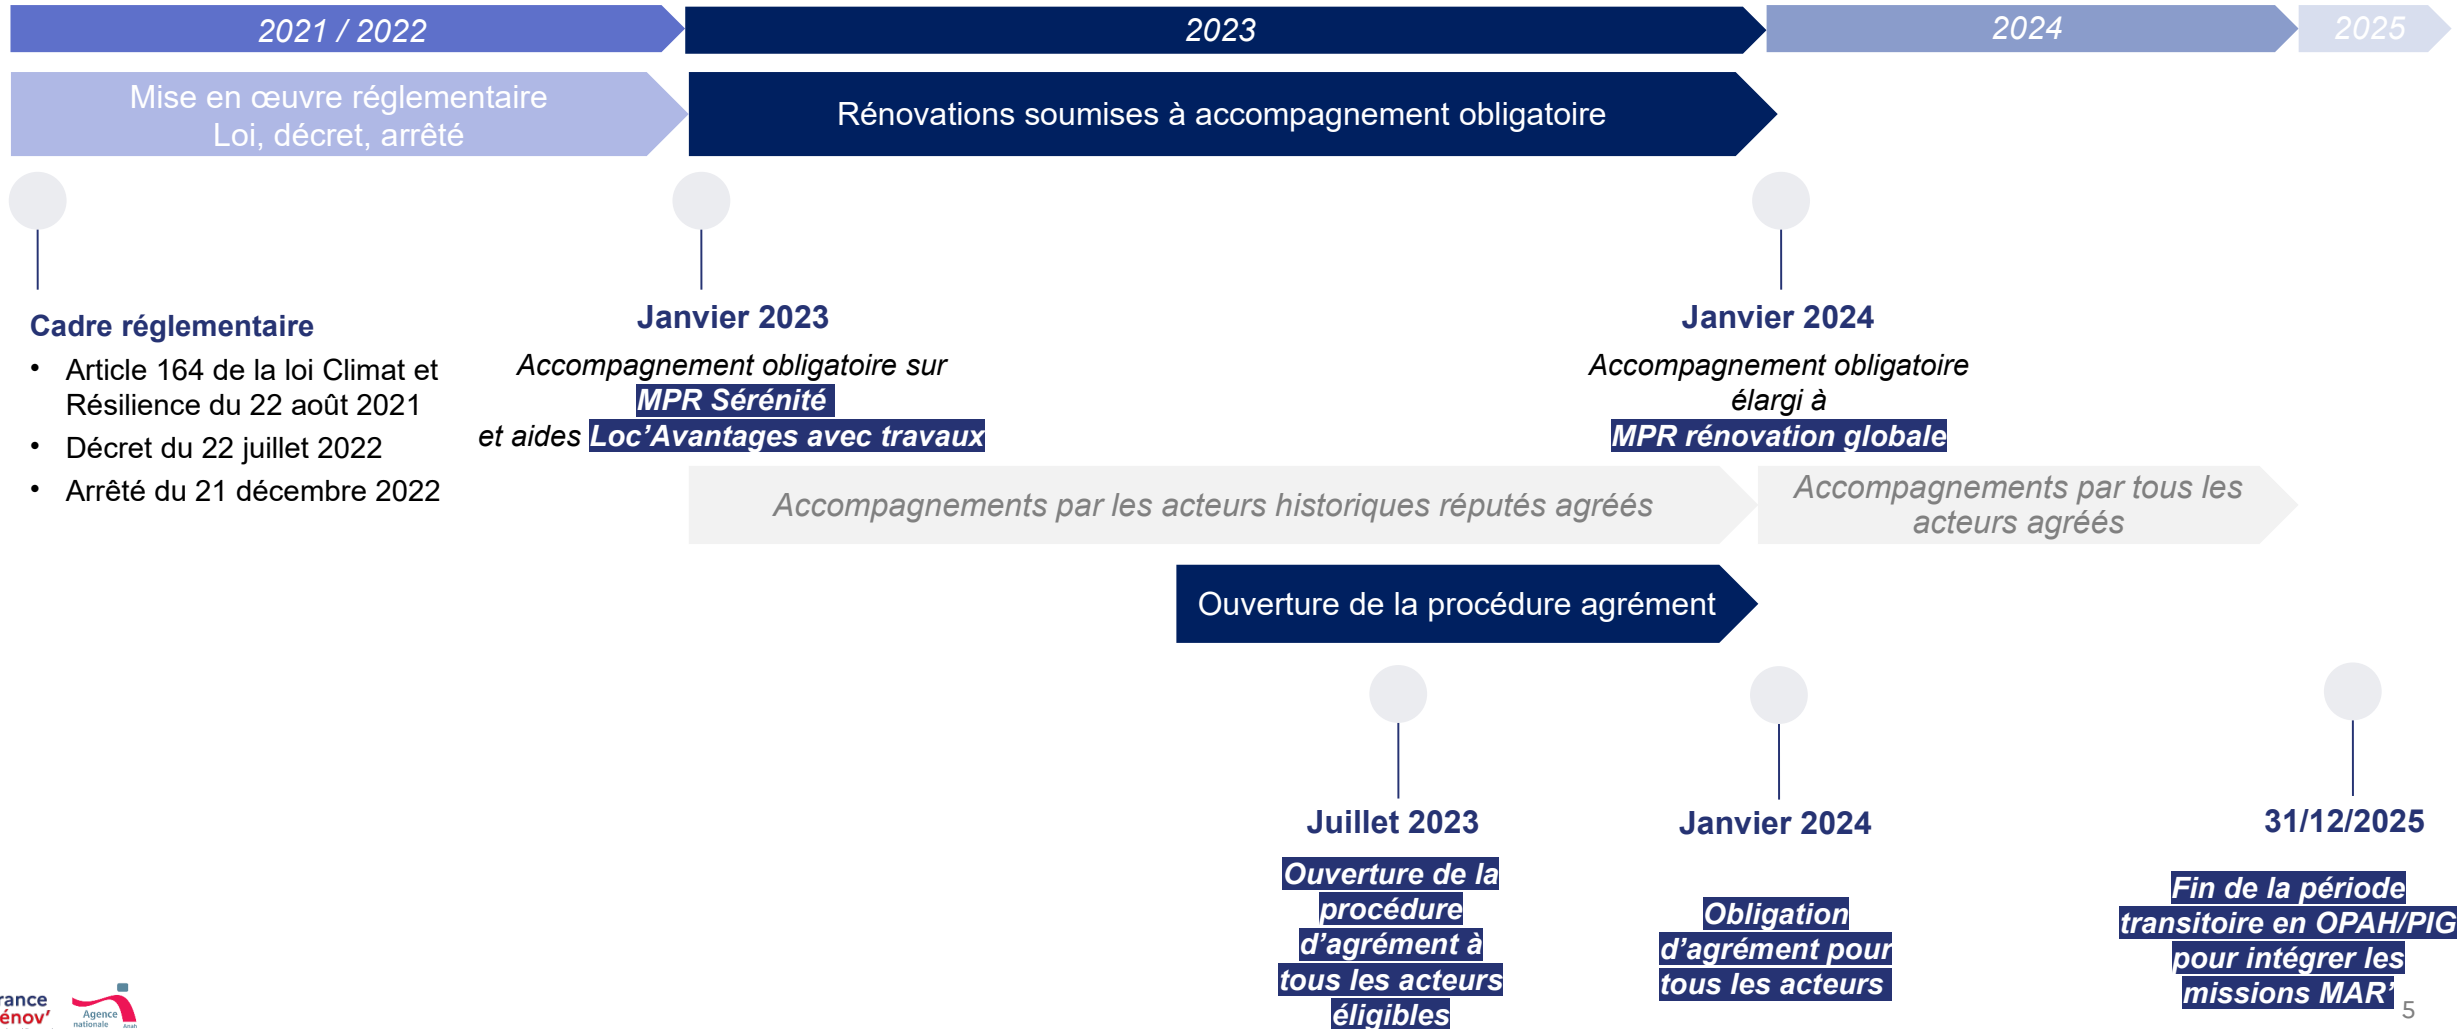 2021 / 2022
2023
2024
2025
Mise en œuvre réglementaire
Loi, décret, arrêté
Rénovations soumises à accompagnement obligatoire
Cadre réglementaire
• Article 164 de la loi Climat et
Résilience du 22 août 2021
• Décret du 22 juillet 2022
• Arrêté du 21 décembre 2022
Janvier 2023
Accompagnement obligatoire sur
MPR Sérénité
et aides Loc’Avantages avec travaux
Janvier 2024
Accompagnement obligatoire
élargi à
MPR rénovation globale
Accompagnements par les acteurs historiques réputés agréés
Accompagnements par tous les
acteurs agréés
Ouverture de la procédure agrément
Juillet 2023
Ouverture de la
procédure
d’agrément à
tous les acteurs
éligibles
Janvier 2024
Obligation
d’agrément pour
tous les acteurs
31/12/2025
Fin de la période
transitoire en OPAH/PIG
pour intégrer les
missions MAR’
rance
énov’
Agence
nationale
Anah
5